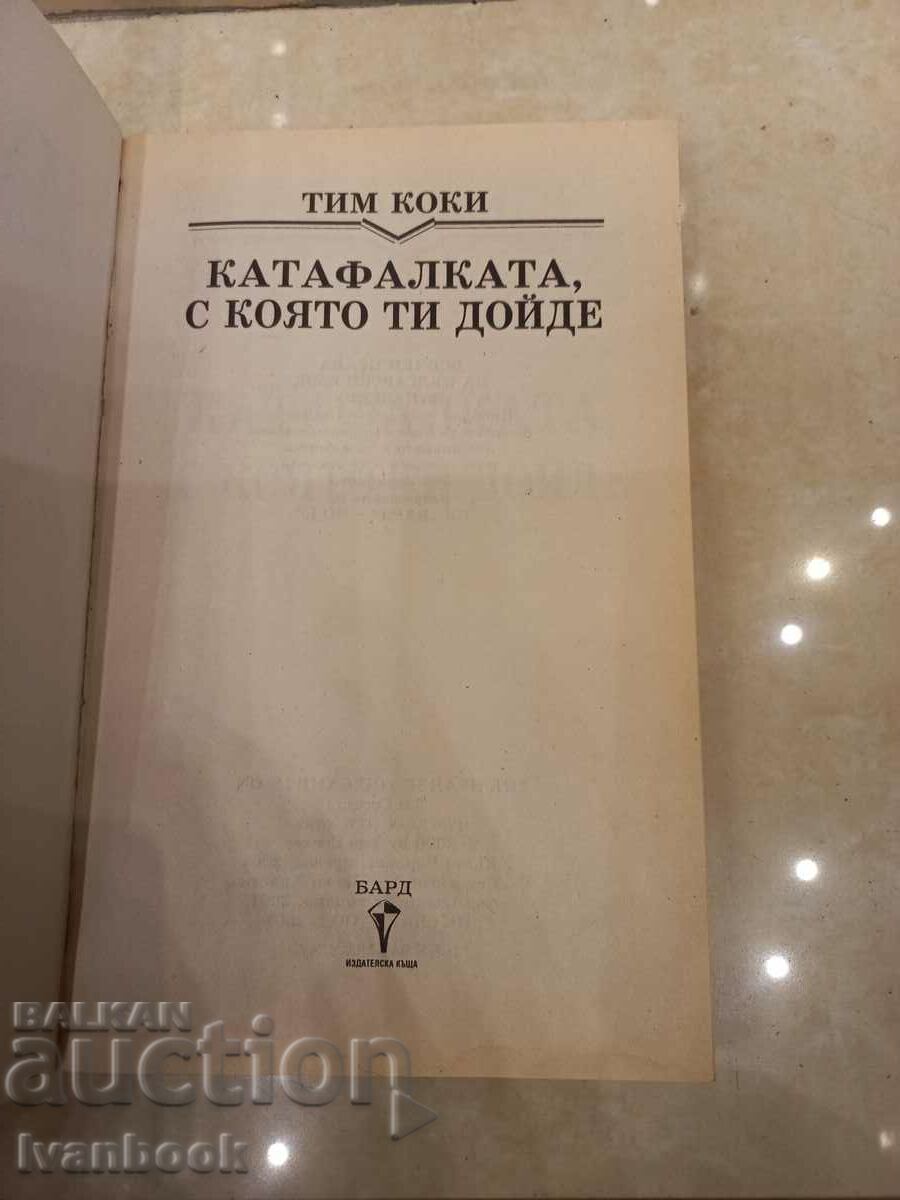 ТИМ КОКИ
КАТАФАЛКАТА,
С КОЯТО ТИ ДОЙДЕ
БАРД
ИЗДАТЕЛСКА КЪЩА
BALKAN
auction
Ivanbook